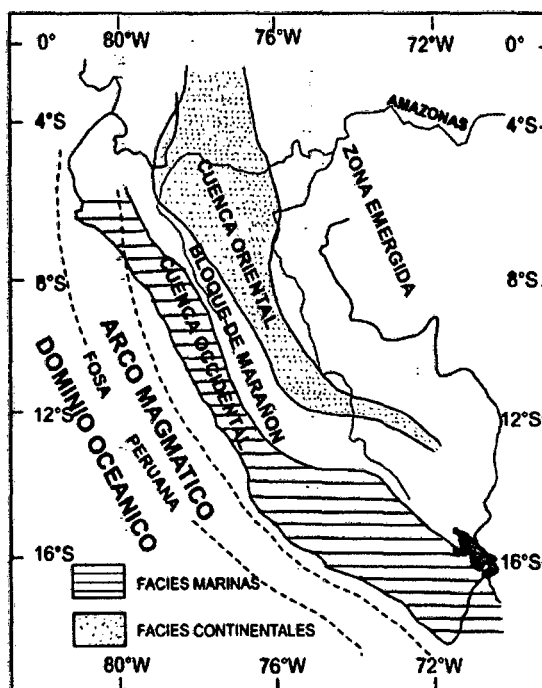 80°W 76°W 72°W
0° 0°
AMAZONAS
4°S 4°S
ZONA EMERGIDA
CUENCA ORIENTAL
BLOQUE DE MARAÑON
CUENCA OCCIDENTAL
8°S 8°S
ARCO MAGMATICO
FOSA PERUANA
DOMINIO OCEANICO
12°S 12°S
16°S 16°S
FACIES MARINAS
FACIES CONTINENTALES
80°W 76°W 72°W